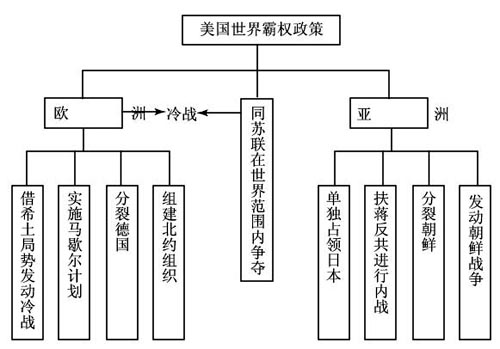 美国世界霸权政策
欧洲
冷战
同苏联在世界范围内争夺
亚洲
借希土局势发动冷战
实施马歇尔计划
分裂德国
组建北约组织
单独占领日本
扶蒋反共进行内战
分裂朝鲜
发动朝鲜战争